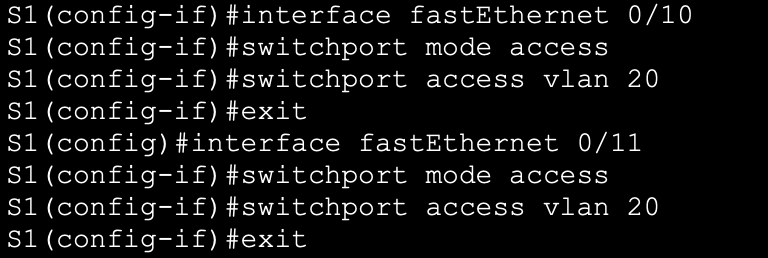 S1(config-if)#interface fastEthernet 0/10
S1(config-if)#switchport mode access
S1(config-if)#switchport access vlan 20
S1(config-if)#exit
S1(config)#interface fastEthernet 0/11
S1(config-if)#switchport mode access
S1(config-if)#switchport access vlan 20
S1(config-if)#exit